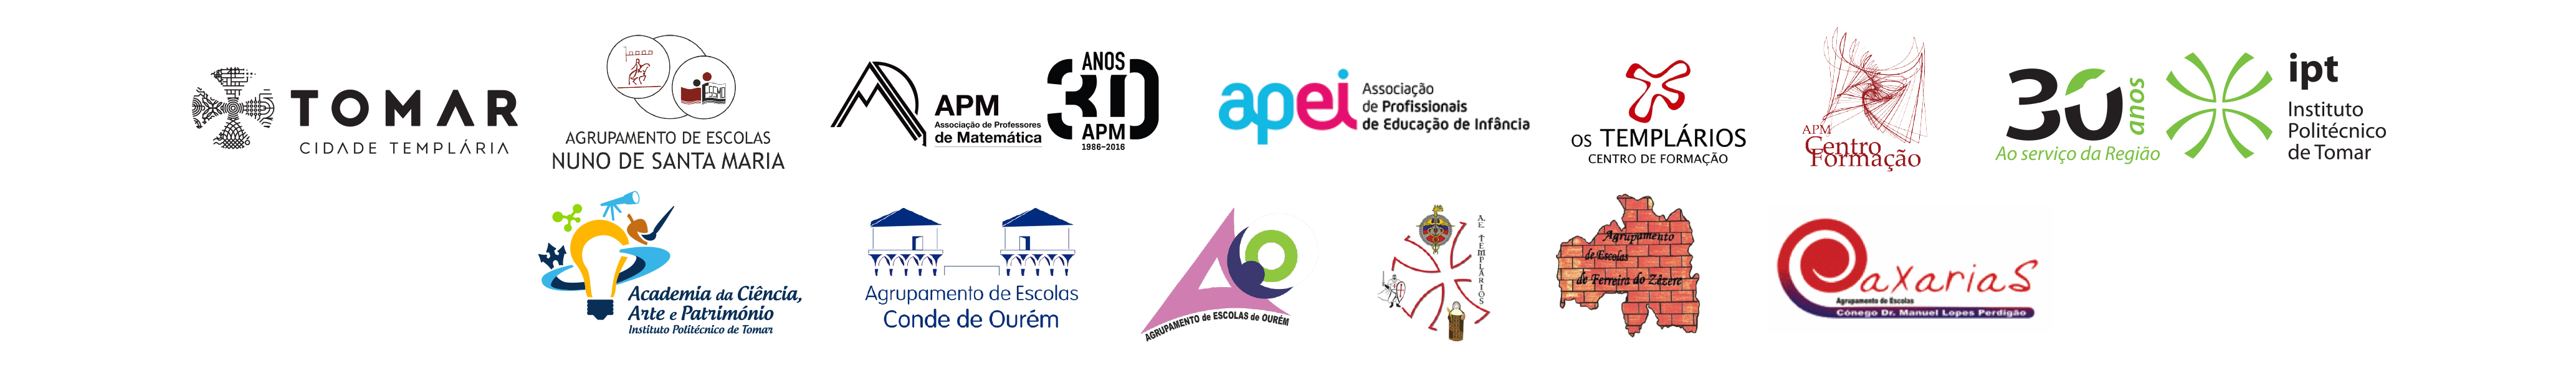 TOMAR
CIDADE TEMPLÁRIA
AGRUPAMENTO DE ESCOLAS
NUNO DE SANTA MARIA
APM
Associação de Professores
de Matemática
ANOS
30
APM
1986-2016
apei
Associação
de Profissionais
de Educação de Infância
OS TEMPLÁRIOS
CENTRO DE FORMAÇÃO
APM
Centro
Formação
30 anos
Ao serviço da Região
ipt
Instituto
Politécnico
de Tomar
Academia da Ciência,
Arte e Património
Instituto Politécnico de Tomar
Agrupamento de Escolas
Conde de Ourém
AGRUPAMENTO de ESCOLAS de OURÉM
A. E. TEMPLÁRIOS
Agrupamento
de Escolas
de Ferreira do Zêzere
Caxarias
Agrupamento de Escolas
Cónego Dr. Manuel Lopes Perdigão